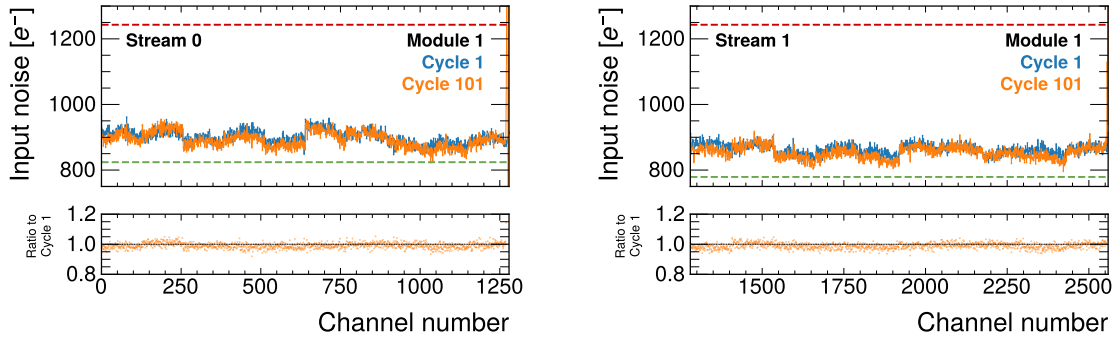 Input noise [e⁻]
1200
1000
800
Stream 0
Module 1
Cycle 1
Cycle 101
Ratio to
Cycle 1
1.2
1.0
0.8
0 250 500 750 1000 1250
Channel number
Input noise [e⁻]
1200
1000
800
Stream 1
Module 1
Cycle 1
Cycle 101
Ratio to
Cycle 1
1.2
1.0
0.8
1500 1750 2000 2250 2500
Channel number